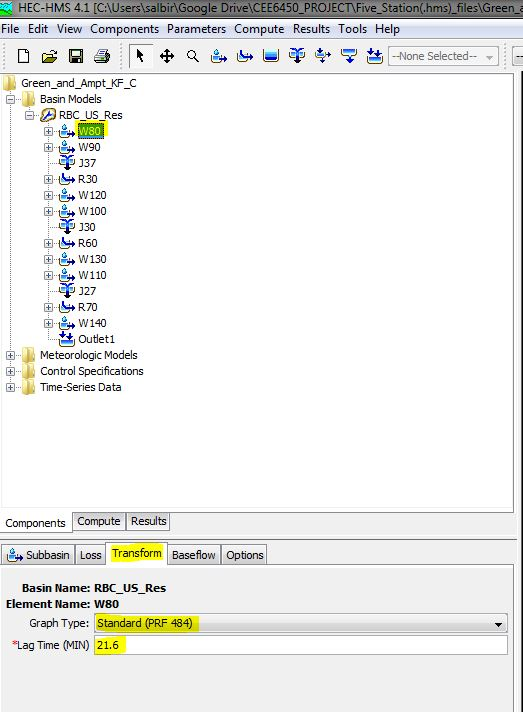 HEC-HMS 4.1 [C:\Users\salbir\Google Drive\CEE6450_PROJECT\Five_Station(.hms)_files\Green_a
File Edit View Components Parameters Compute Results Tools Help
--None Selected-- --
Green_and_Ampt_KF_C
Basin Models
RBC_US_Res
W80
W90
J37
R30
W120
W100
J30
R60
W130
W110
J27
R70
W140
Outlet1
Meteorologic Models
Control Specifications
Time-Series Data
Components Compute Results
Subbasin Loss Transform Baseflow Options
Basin Name: RBC_US_Res
Element Name: W80
Graph Type: Standard (PRF 484)
*Lag Time (MIN) 21.6